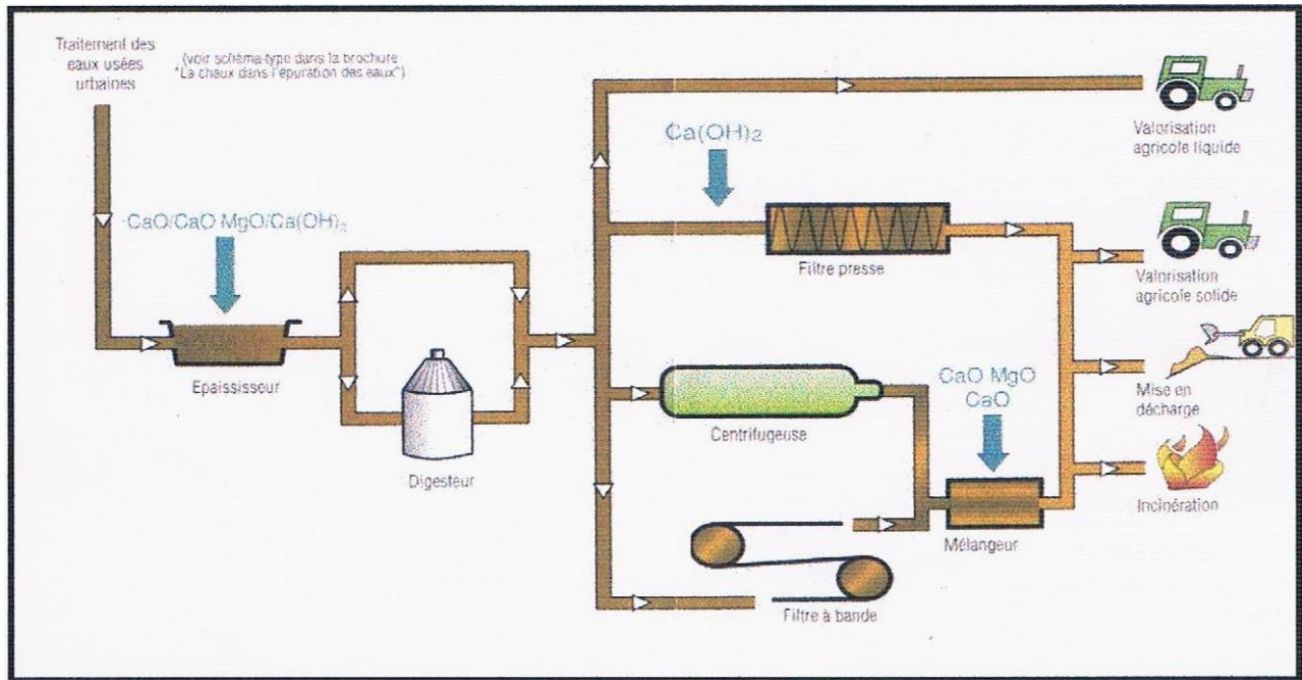 Traitement des
eaux usées
urbaines
(voir schéma-type dans la brochure
"La chaux dans l'épuration des eaux")
CaO/CaO MgO/Ca(OH)2
Epaississeur
Digesteur
Ca(OH)2
Filtre presse
Centrifugeuse
CaO MgO
CaO
Mélangeur
Filtre à bande
Valorisation
agricole liquide
Valorisation
agricole solide
Mise en
décharge
Incinération